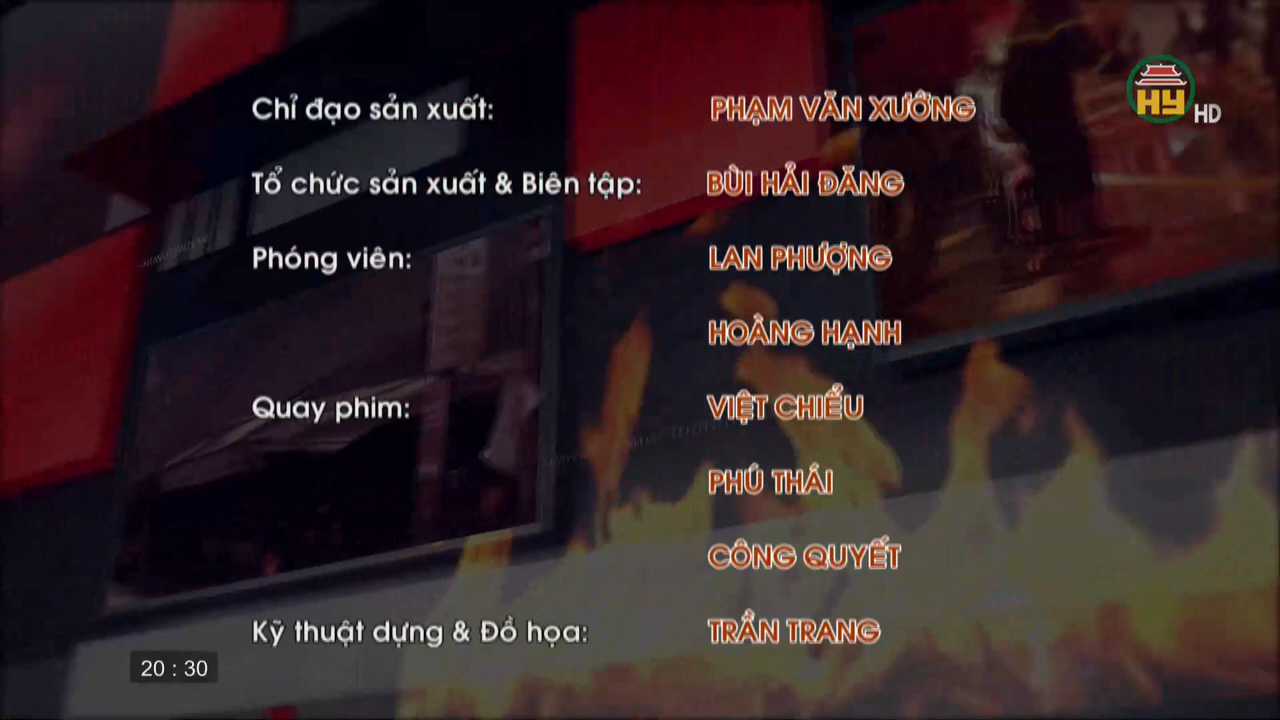 Chỉ đạo sản xuất: PHẠM VĂN XƯỞNG
HY HD
Tổ chức sản xuất & Biên tập: BÙI HẢI ĐĂNG
Phóng viên: LAN PHƯỢNG
HOÀNG HẠNH
Quay phim: VIỆT CHIỂU
PHÚ THÁI
CÔNG QUYẾT
Kỹ thuật dựng & Đồ họa: TRẦN TRANG
20 : 30